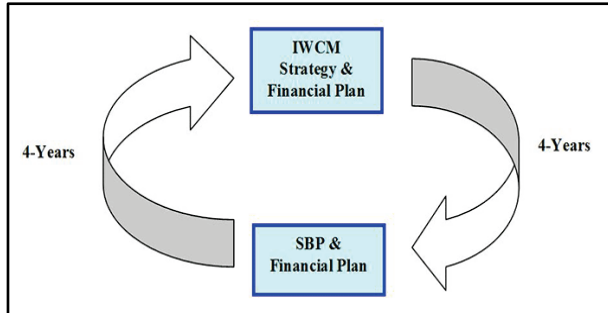 IWCM
Strategy &
Financial Plan
4-Years
4-Years
SBP &
Financial Plan